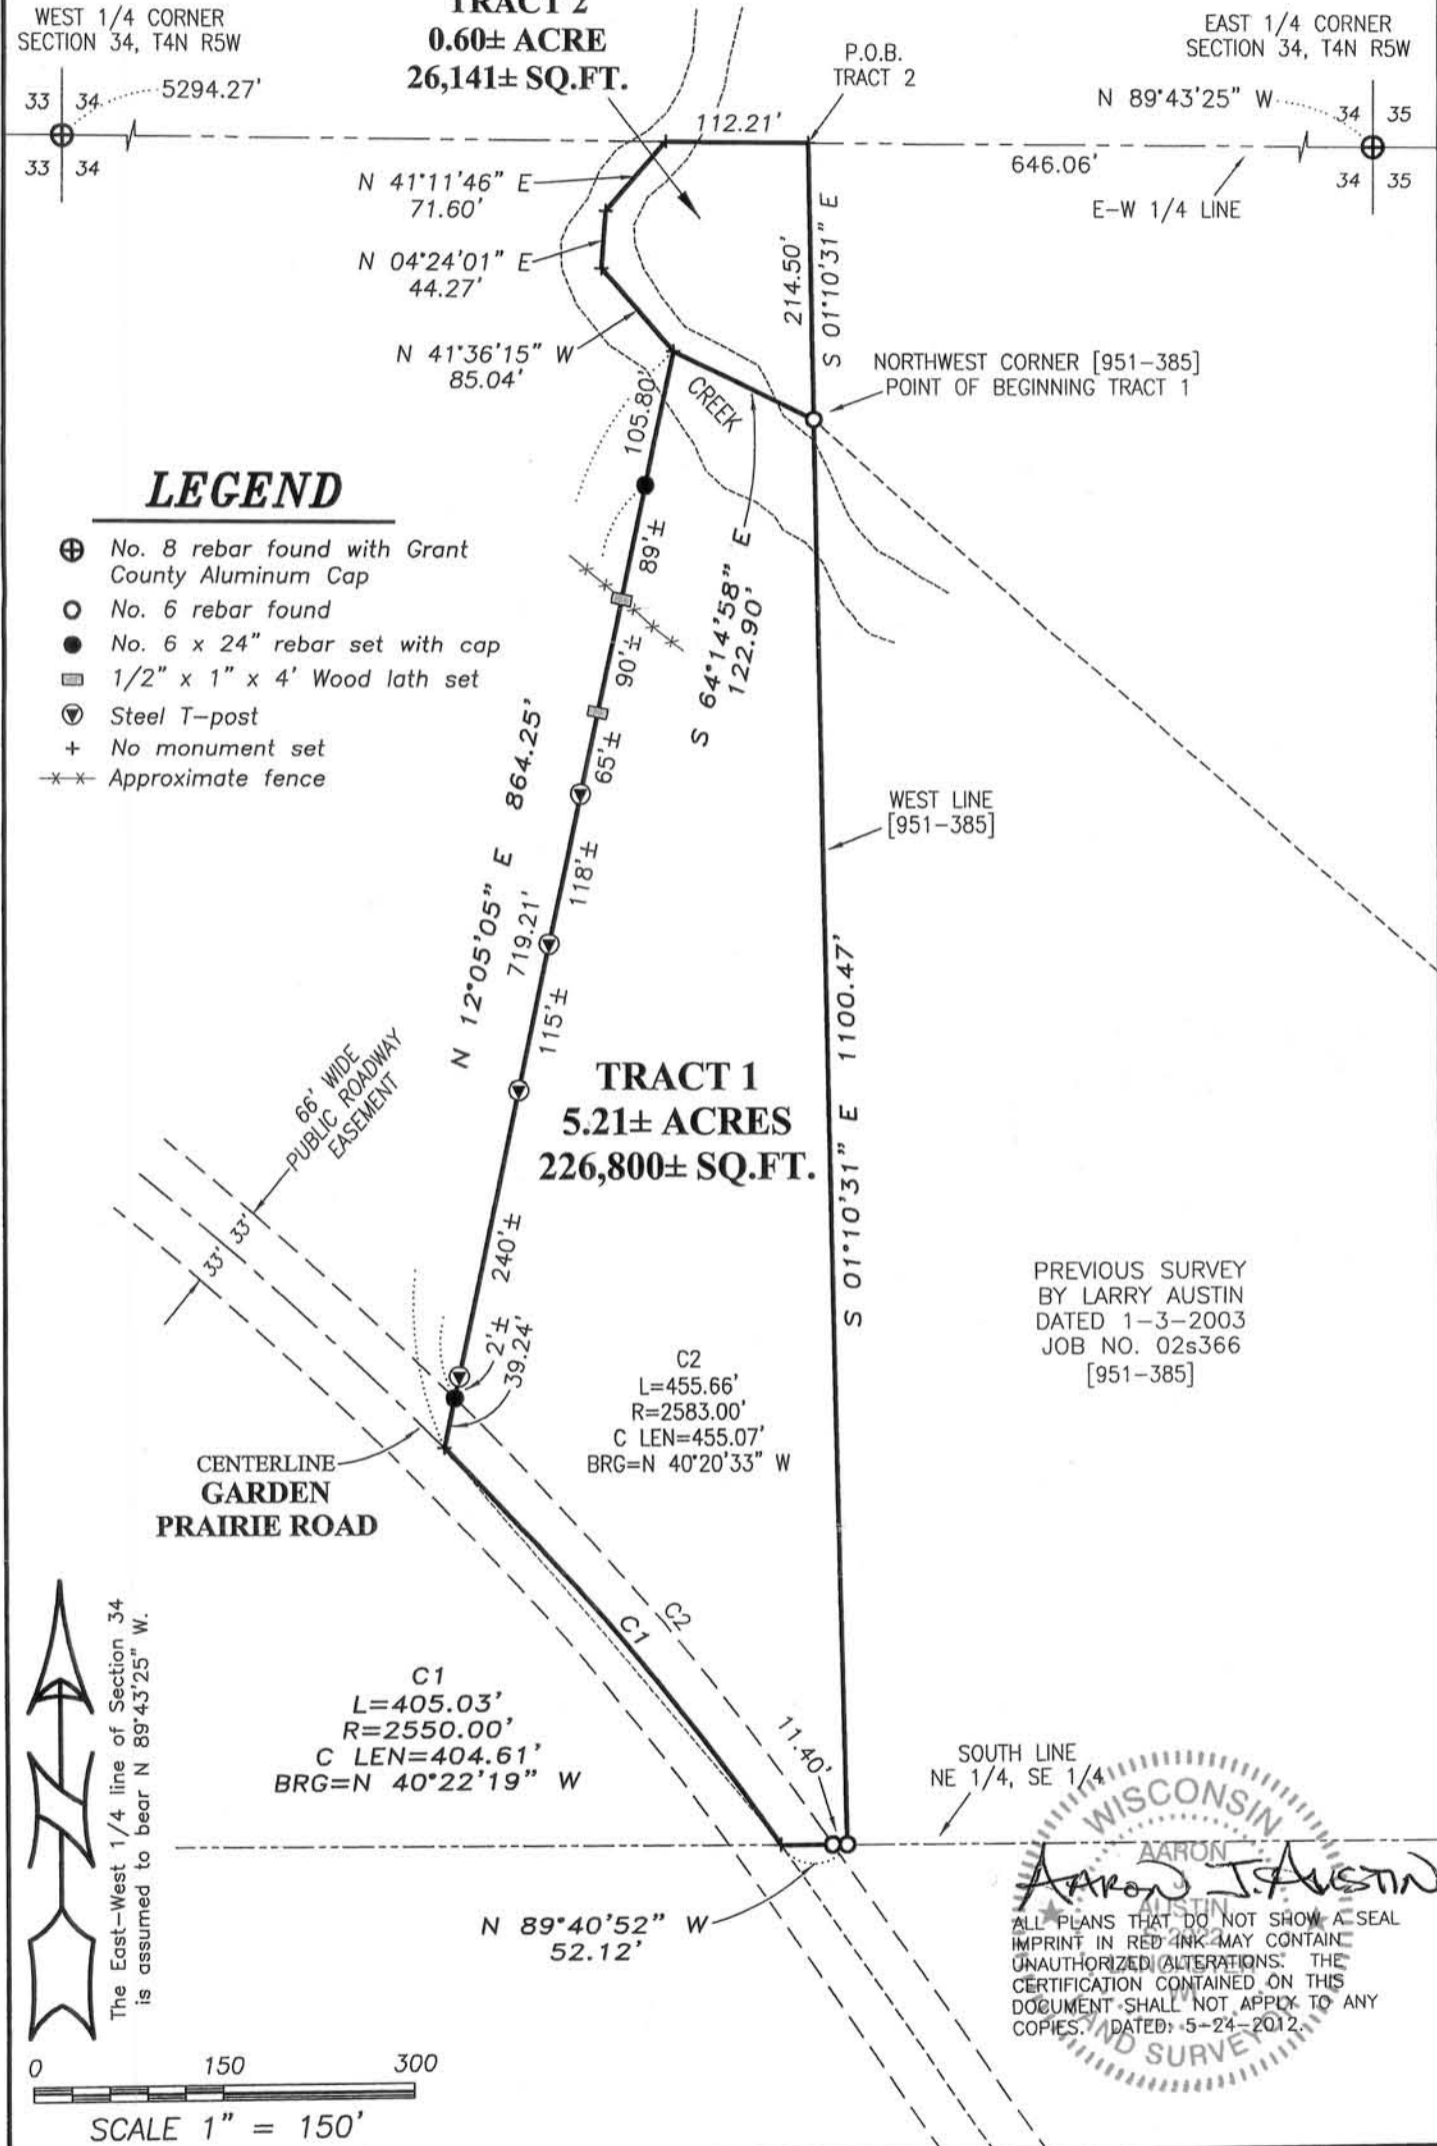 WEST 1/4 CORNER
SECTION 34, T4N R5W
33 34
33 34
5294.27'
TRACT 2
0.60± ACRE
26,141± SQ.FT.
P.O.B.
TRACT 2
EAST 1/4 CORNER
SECTION 34, T4N R5W
N 89°43'25" W
34 35
34 35
112.21'
646.06'
E-W 1/4 LINE
N 41°11'46" E
71.60'
N 04°24'01" E
44.27'
N 41°36'15" W
85.04'
214.50'
S 01°10'31" E
NORTHWEST CORNER [951-385]
POINT OF BEGINNING TRACT 1
CREEK
105.80'
LEGEND
No. 8 rebar found with Grant
County Aluminum Cap
No. 6 rebar found
No. 6 x 24" rebar set with cap
1/2" x 1" x 4' Wood lath set
Steel T-post
No monument set
Approximate fence
89'±
90'±
65'±
118'±
115'±
240'±
2'±
39.24'
S 64°14'58" E
122.90'
N 12°05'05" E 864.25'
719.21'
WEST LINE
[951-385]
S 01°10'31" E 1100.47'
TRACT 1
5.21± ACRES
226,800± SQ.FT.
66' WIDE
PUBLIC ROADWAY
EASEMENT
33' 33'
PREVIOUS SURVEY
BY LARRY AUSTIN
DATED 1-3-2003
JOB NO. 02s366
[951-385]
C2
L=455.66'
R=2583.00'
C LEN=455.07'
BRG=N 40°20'33" W
CENTERLINE
GARDEN
PRAIRIE ROAD
C1
C2
C1
L=405.03'
R=2550.00'
C LEN=404.61'
BRG=N 40°22'19" W
11.40'
SOUTH LINE
NE 1/4, SE 1/4
N 89°40'52" W
52.12'
The East-West 1/4 line of Section 34
is assumed to bear N 89°43'25" W.
WISCONSIN
AARON
J.
AUSTIN
S-2922
LANCASTER
WI
LAND SURVEYOR
AARON J. AUSTIN
ALL PLANS THAT DO NOT SHOW A SEAL
IMPRINT IN RED INK MAY CONTAIN
UNAUTHORIZED ALTERATIONS. THE
CERTIFICATION CONTAINED ON THIS
DOCUMENT SHALL NOT APPLY TO ANY
COPIES. DATED: 5-24-2012.
0 150 300
SCALE 1" = 150'